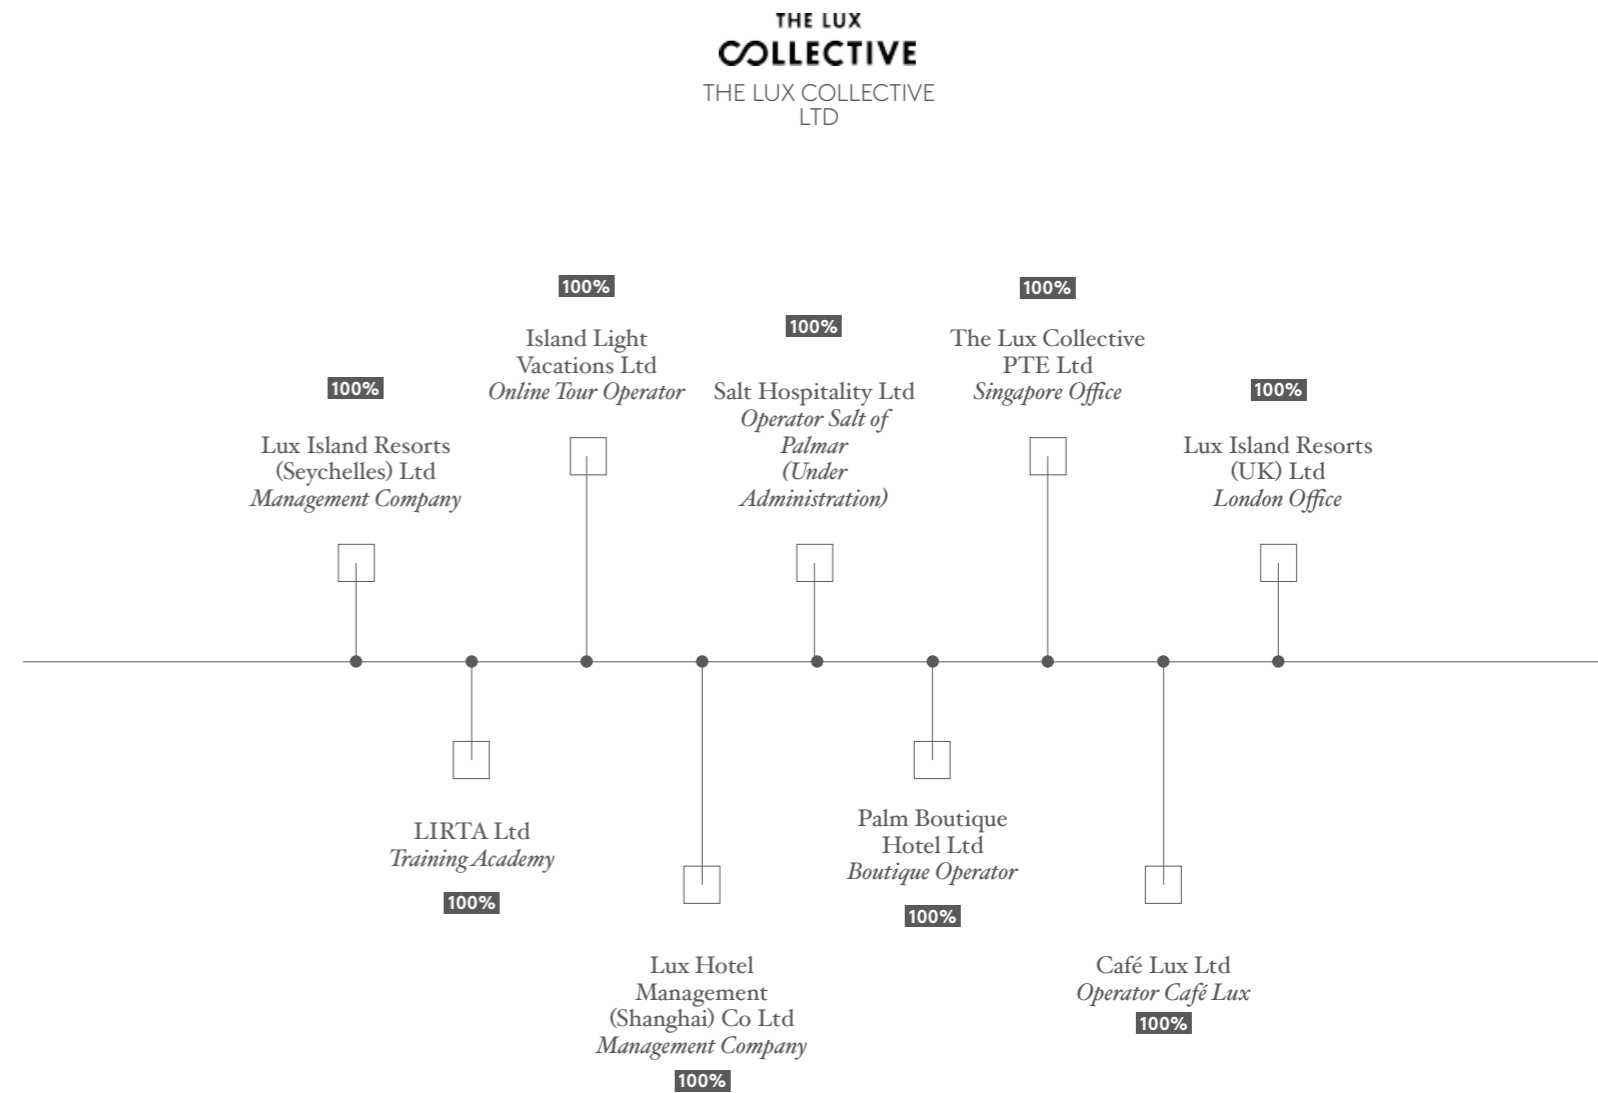 THE LUX
COLLECTIVE
THE LUX COLLECTIVE
LTD
100%
Lux Island Resorts
(Seychelles) Ltd
Management Company
100%
Island Light
Vacations Ltd
Online Tour Operator
100%
Salt Hospitality Ltd
Operator Salt of
Palmar
(Under
Administration)
100%
The Lux Collective
PTE Ltd
Singapore Office
100%
Lux Island Resorts
(UK) Ltd
London Office
LIRTA Ltd
Training Academy
100%
Lux Hotel
Management
(Shanghai) Co Ltd
Management Company
100%
Palm Boutique
Hotel Ltd
Boutique Operator
100%
Café Lux Ltd
Operator Café Lux
100%